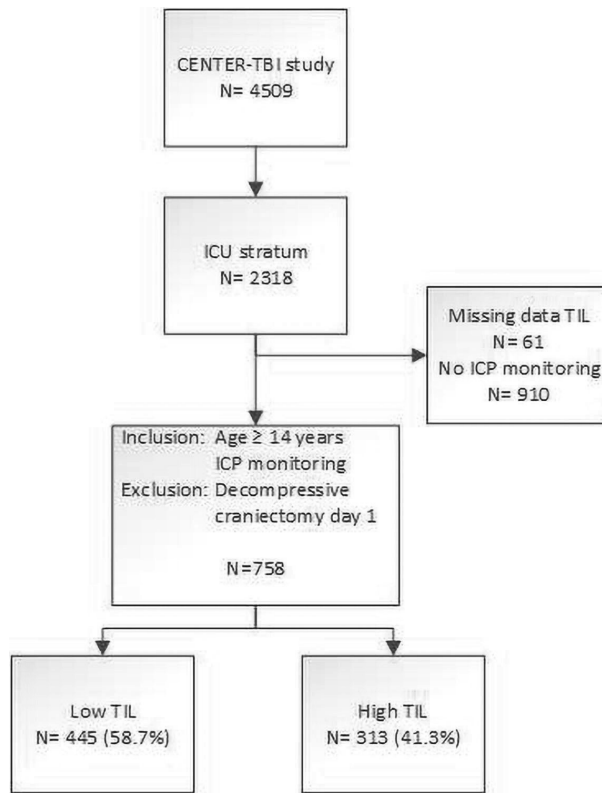 CENTER-TBI study
N= 4509
ICU stratum
N= 2318
Missing data TIL
N= 61
No ICP monitoring
N= 910
Inclusion: Age ≥ 14 years
ICP monitoring
Exclusion: Decompressive
craniectomy day 1
N=758
Low TIL
N= 445 (58.7%)
High TIL
N= 313 (41.3%)